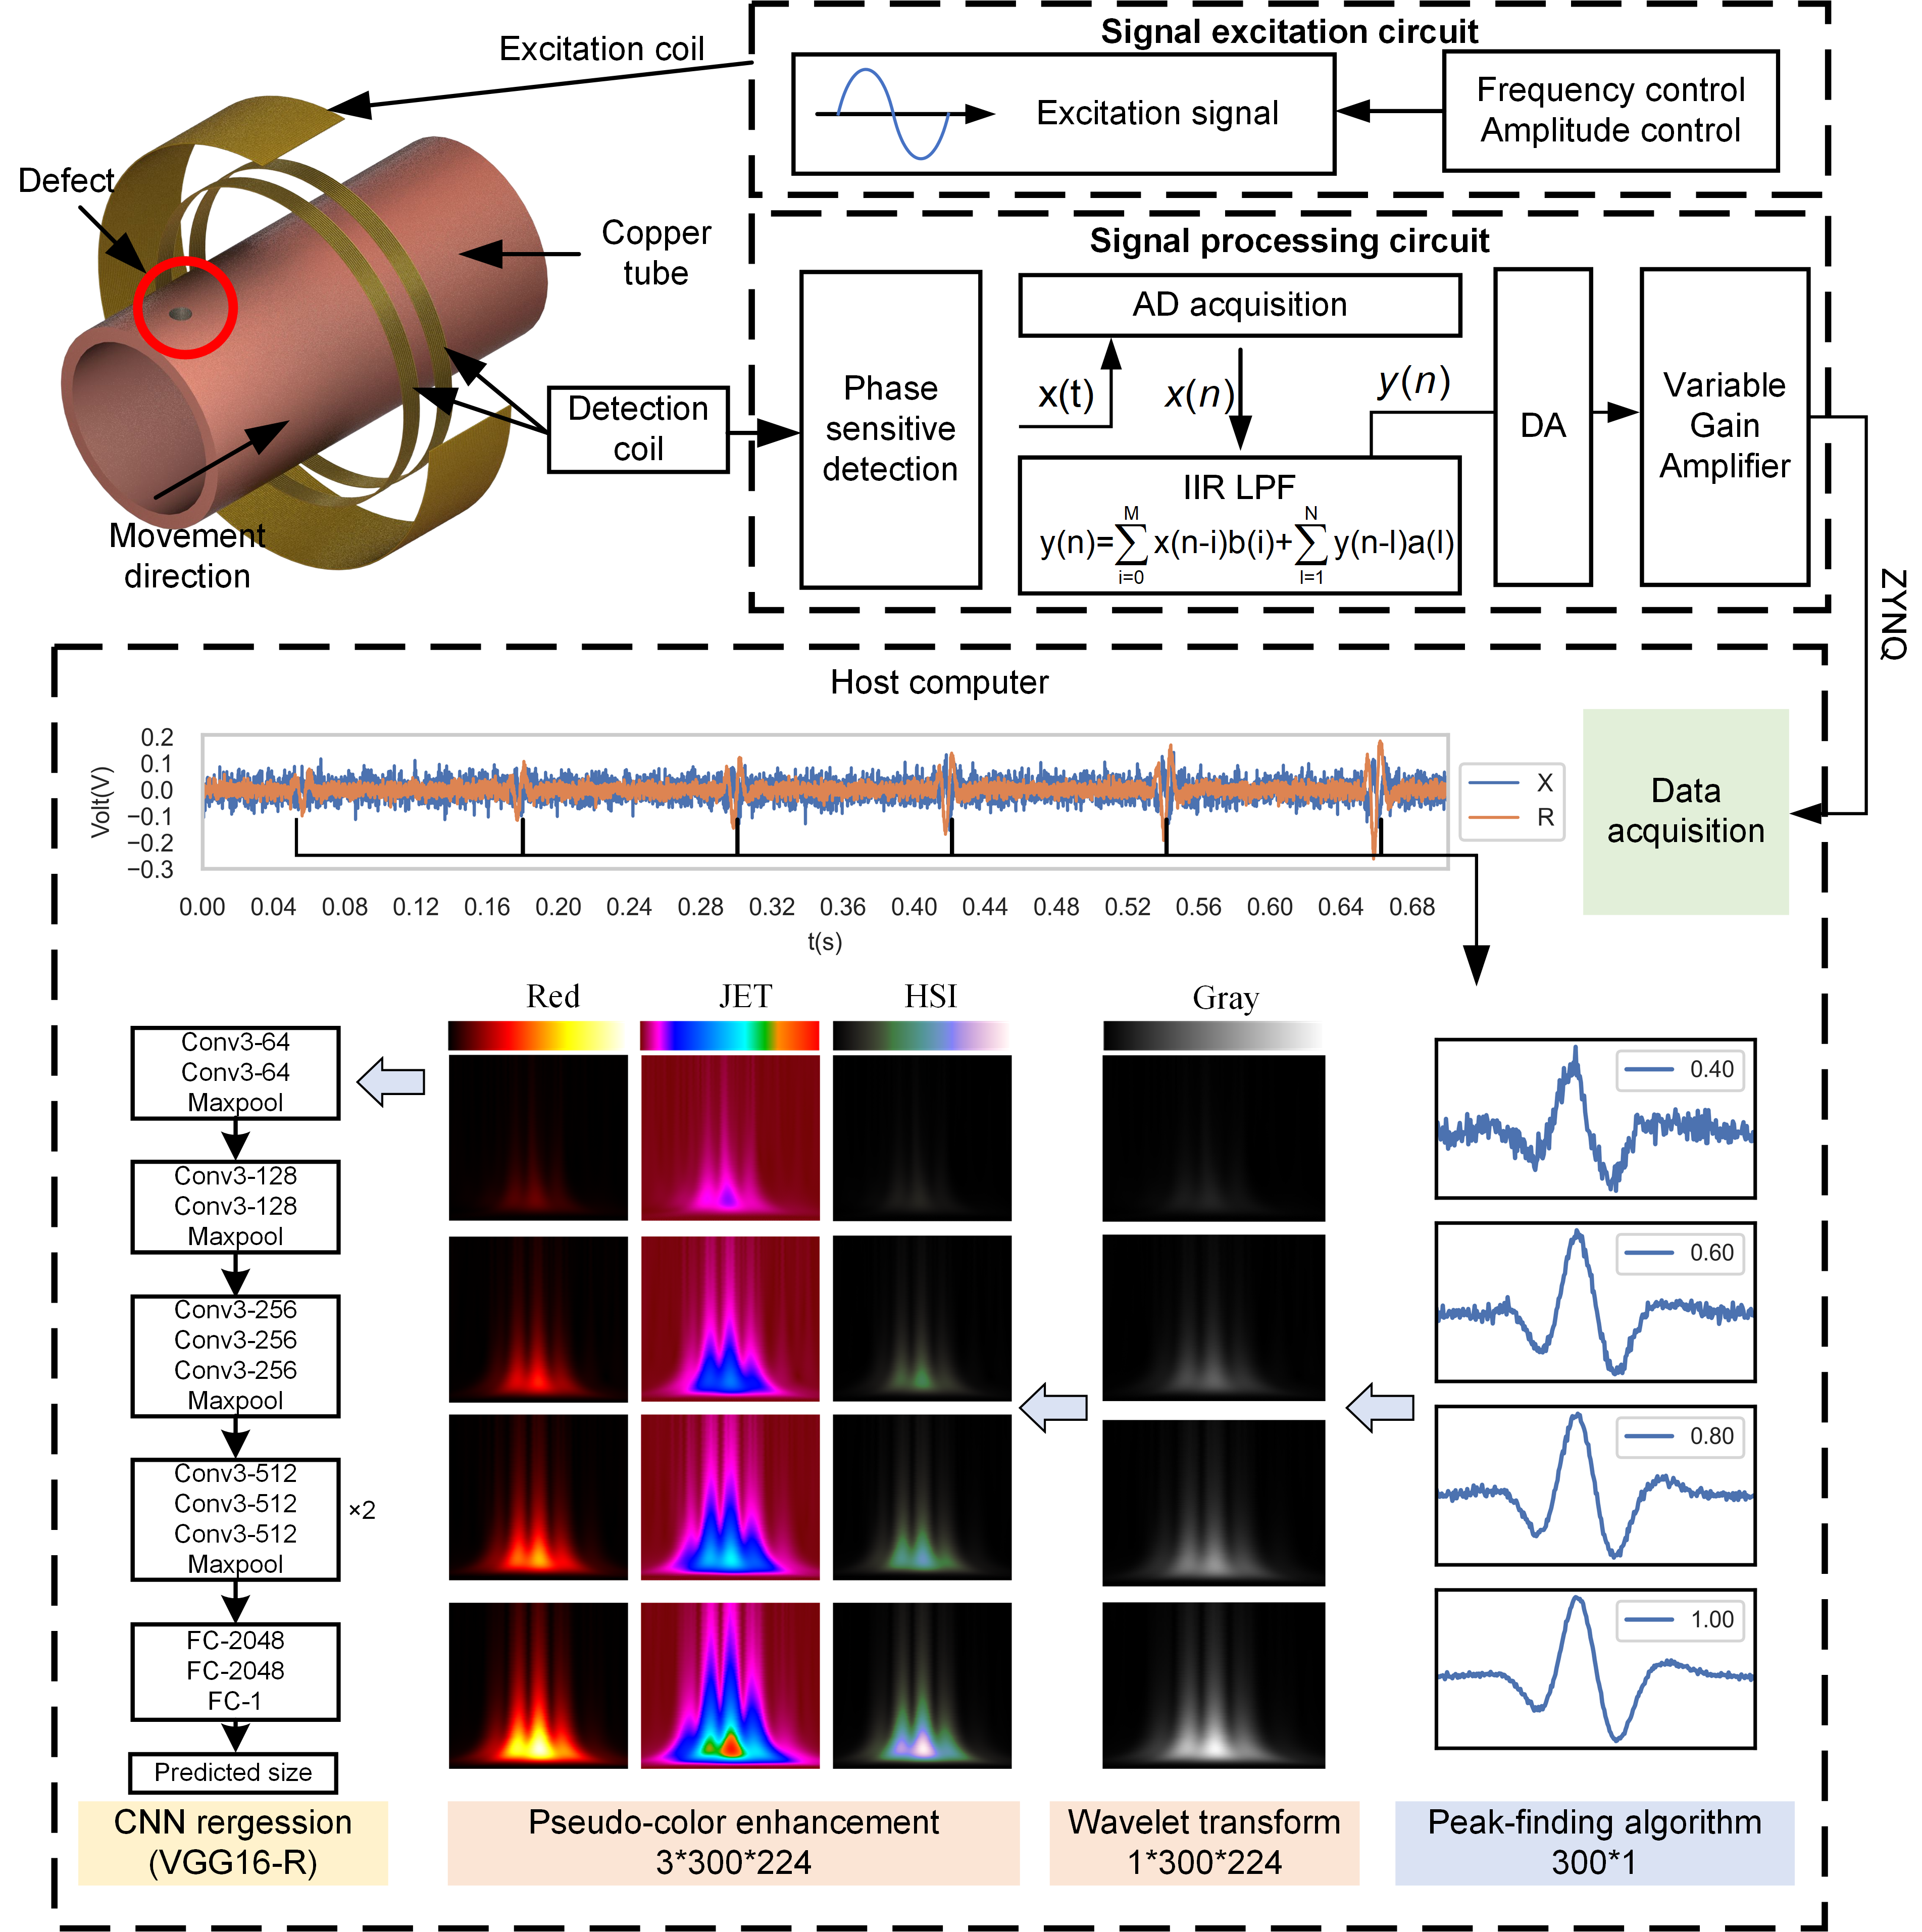 Signal excitation circuit
Excitation coil
Excitation signal
Frequency control
Amplitude control
Defect
Copper
tube
Movement
direction
Detection
coil
Signal processing circuit
Phase
sensitive
detection
AD acquisition
x(t)
x(n)
y(n)
IIR LPF
M
N
y(n)=∑x(n-i)b(i)+∑y(n-l)a(l)
i=0
l=1
DA
Variable
Gain
Amplifier
ZYNQ
Host computer
Volt(V)
0.2
0.1
0.0
−0.1
−0.2
−0.3
0.00 0.04 0.08 0.12 0.16 0.20 0.24 0.28 0.32 0.36 0.40 0.44 0.48 0.52 0.56 0.60 0.64 0.68
t(s)
X
R
Data
acquisition
Red
JET
HSI
Gray
0.40
0.60
0.80
1.00
Conv3-64
Conv3-64
Maxpool
Conv3-128
Conv3-128
Maxpool
Conv3-256
Conv3-256
Conv3-256
Maxpool
Conv3-512
Conv3-512
Conv3-512
Maxpool
×2
FC-2048
FC-2048
FC-1
Predicted size
CNN rergession
(VGG16-R)
Pseudo-color enhancement
3*300*224
Wavelet transform
1*300*224
Peak-finding algorithm
300*1